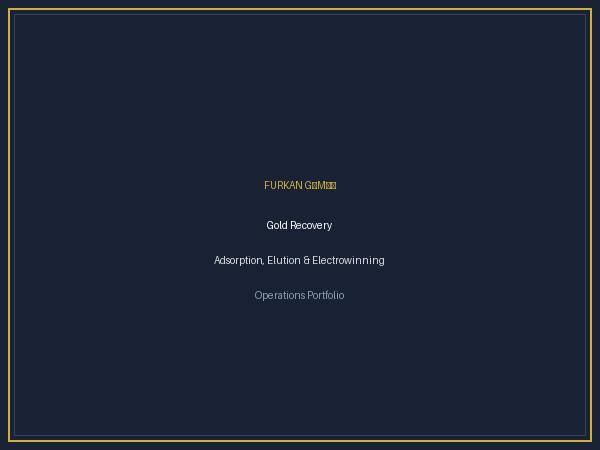 FURKAN G▯M▯▯
Gold Recovery
Adsorption, Elution & Electrowinning
Operations Portfolio